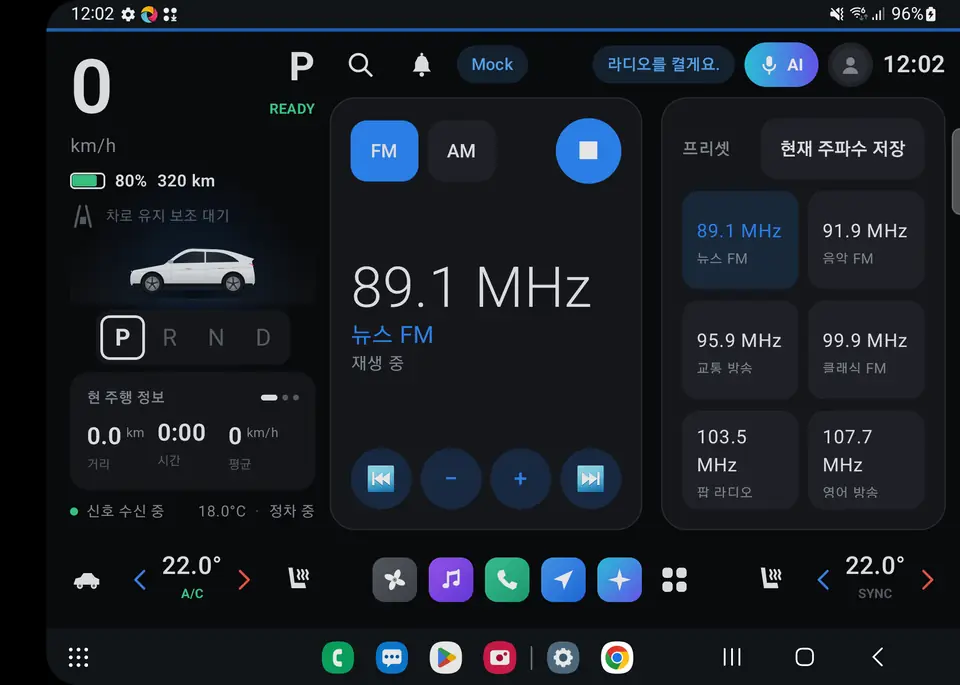 12:02
96%
0
P
READY
km/h
80% 320 km
차로 유지 보조 대기
P R N D
현 주행 정보
0.0 km 0:00 0 km/h
거리 시간 평균
신호 수신 중 18.0°C · 정차 중
Mock
라디오를 켤게요.
AI
12:02
FM AM
89.1 MHz
뉴스 FM
재생 중
− +
프리셋
현재 주파수 저장
89.1 MHz
뉴스 FM
91.9 MHz
음악 FM
95.9 MHz
교통 방송
99.9 MHz
클래식 FM
103.5
MHz
팝 라디오
107.7
MHz
영어 방송
22.0°
A/C
22.0°
SYNC